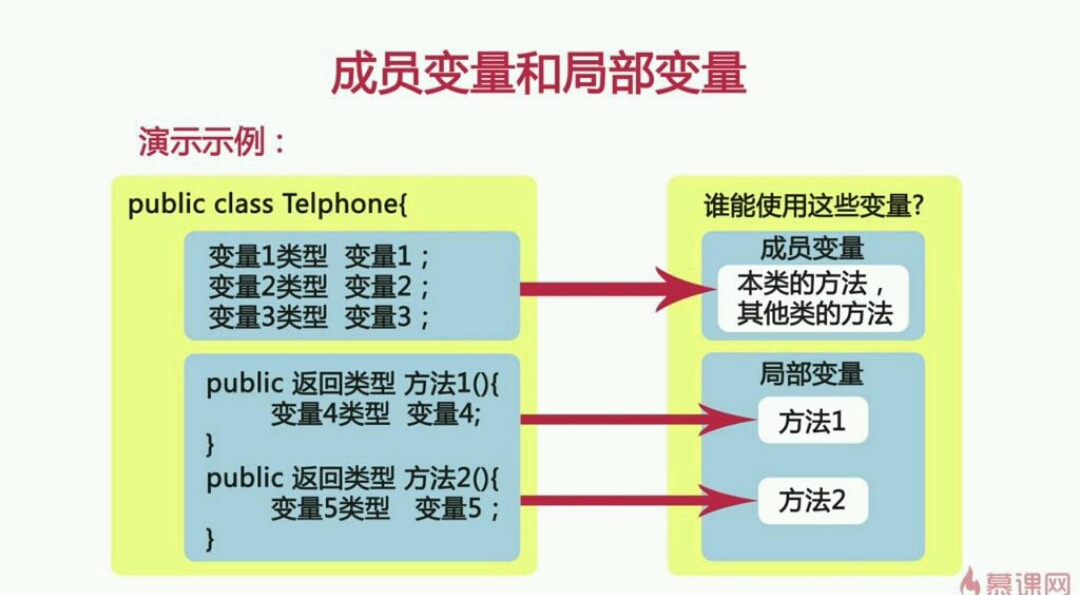 成员变量和局部变量
演示示例：
public class Telphone{
变量1类型 变量1；
变量2类型 变量2；
变量3类型 变量3；
public 返回类型 方法1(){
变量4类型 变量4;
}
public 返回类型 方法2(){
变量5类型 变量5；
}
谁能使用这些变量?
成员变量
本类的方法，
其他类的方法
局部变量
方法1
方法2
慕课网